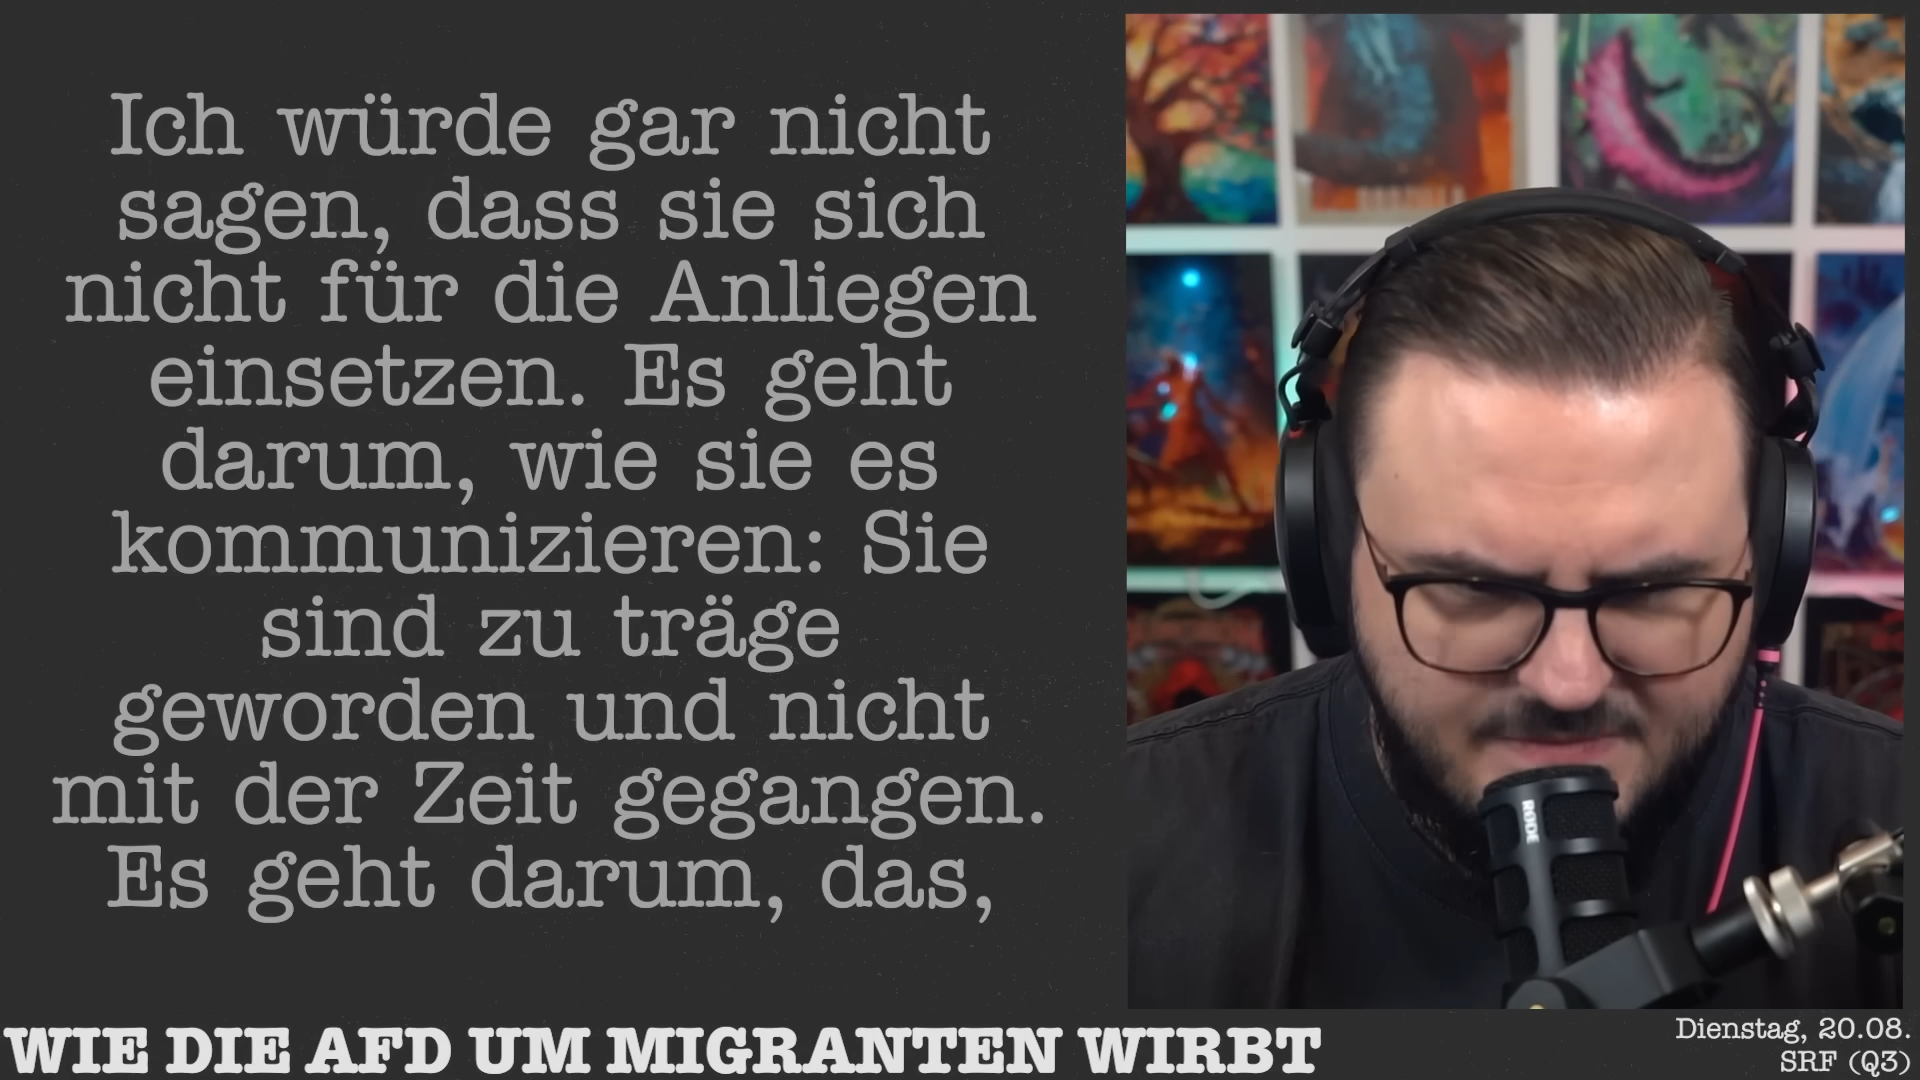 Ich würde gar nicht
sagen, dass sie sich
nicht für die Anliegen
einsetzen. Es geht
darum, wie sie es
kommunizieren: Sie
sind zu träge
geworden und nicht
mit der Zeit gegangen.
Es geht darum, das,
GODZILLA
RØDE
WIE DIE AFD UM MIGRANTEN WIRBT
Dienstag, 20.08.
SRF (Q3)